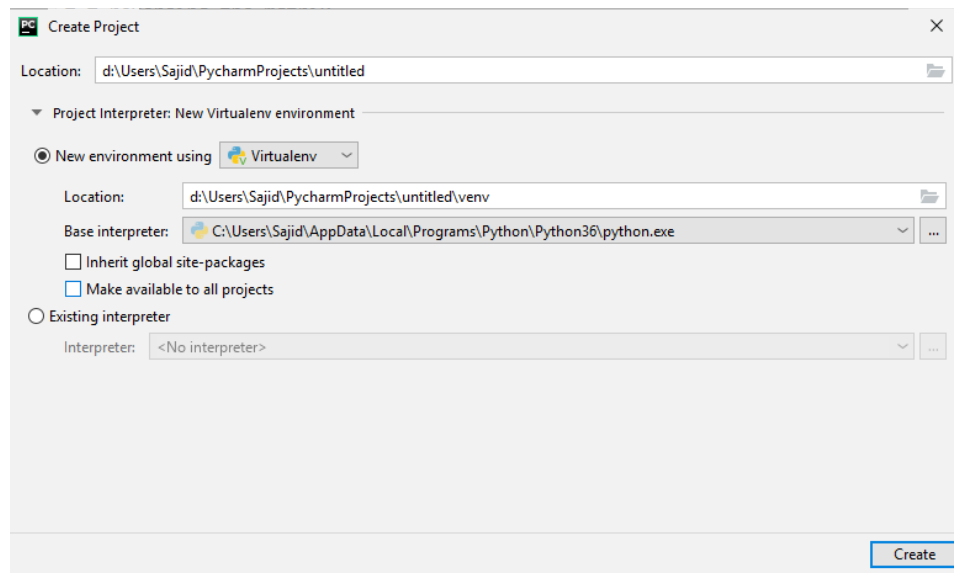 PC Create Project
Location: d:\Users\Sajid\PycharmProjects\untitled
Project Interpreter: New Virtualenv environment
New environment using Virtualenv
Location: d:\Users\Sajid\PycharmProjects\untitled\venv
Base interpreter: C:\Users\Sajid\AppData\Local\Programs\Python\Python36\python.exe ...
Inherit global site-packages
Make available to all projects
Existing interpreter
Interpreter: <No interpreter> ...
Create